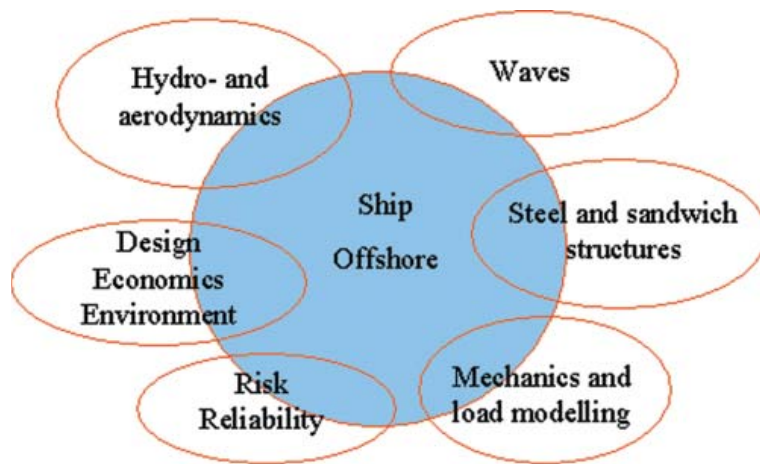 Hydro- and
aerodynamics
Waves
Ship
Offshore
Steel and sandwich
structures
Design
Economics
Environment
Risk
Reliability
Mechanics and
load modelling